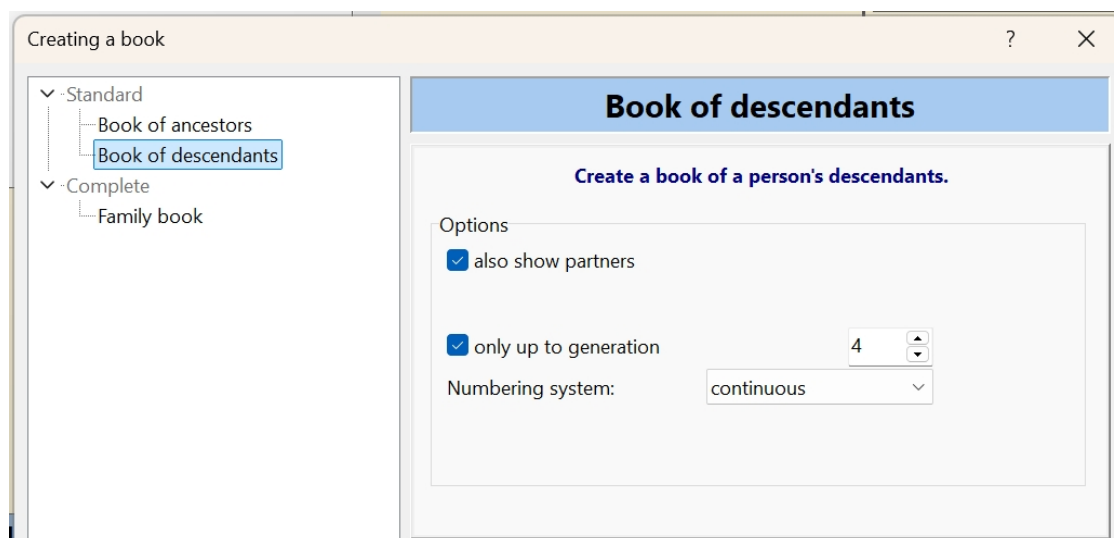 Creating a book
?
Standard
Book of ancestors
Book of descendants
Complete
Family book
Book of descendants
Create a book of a person's descendants.
Options
also show partners
only up to generation 4
Numbering system: continuous